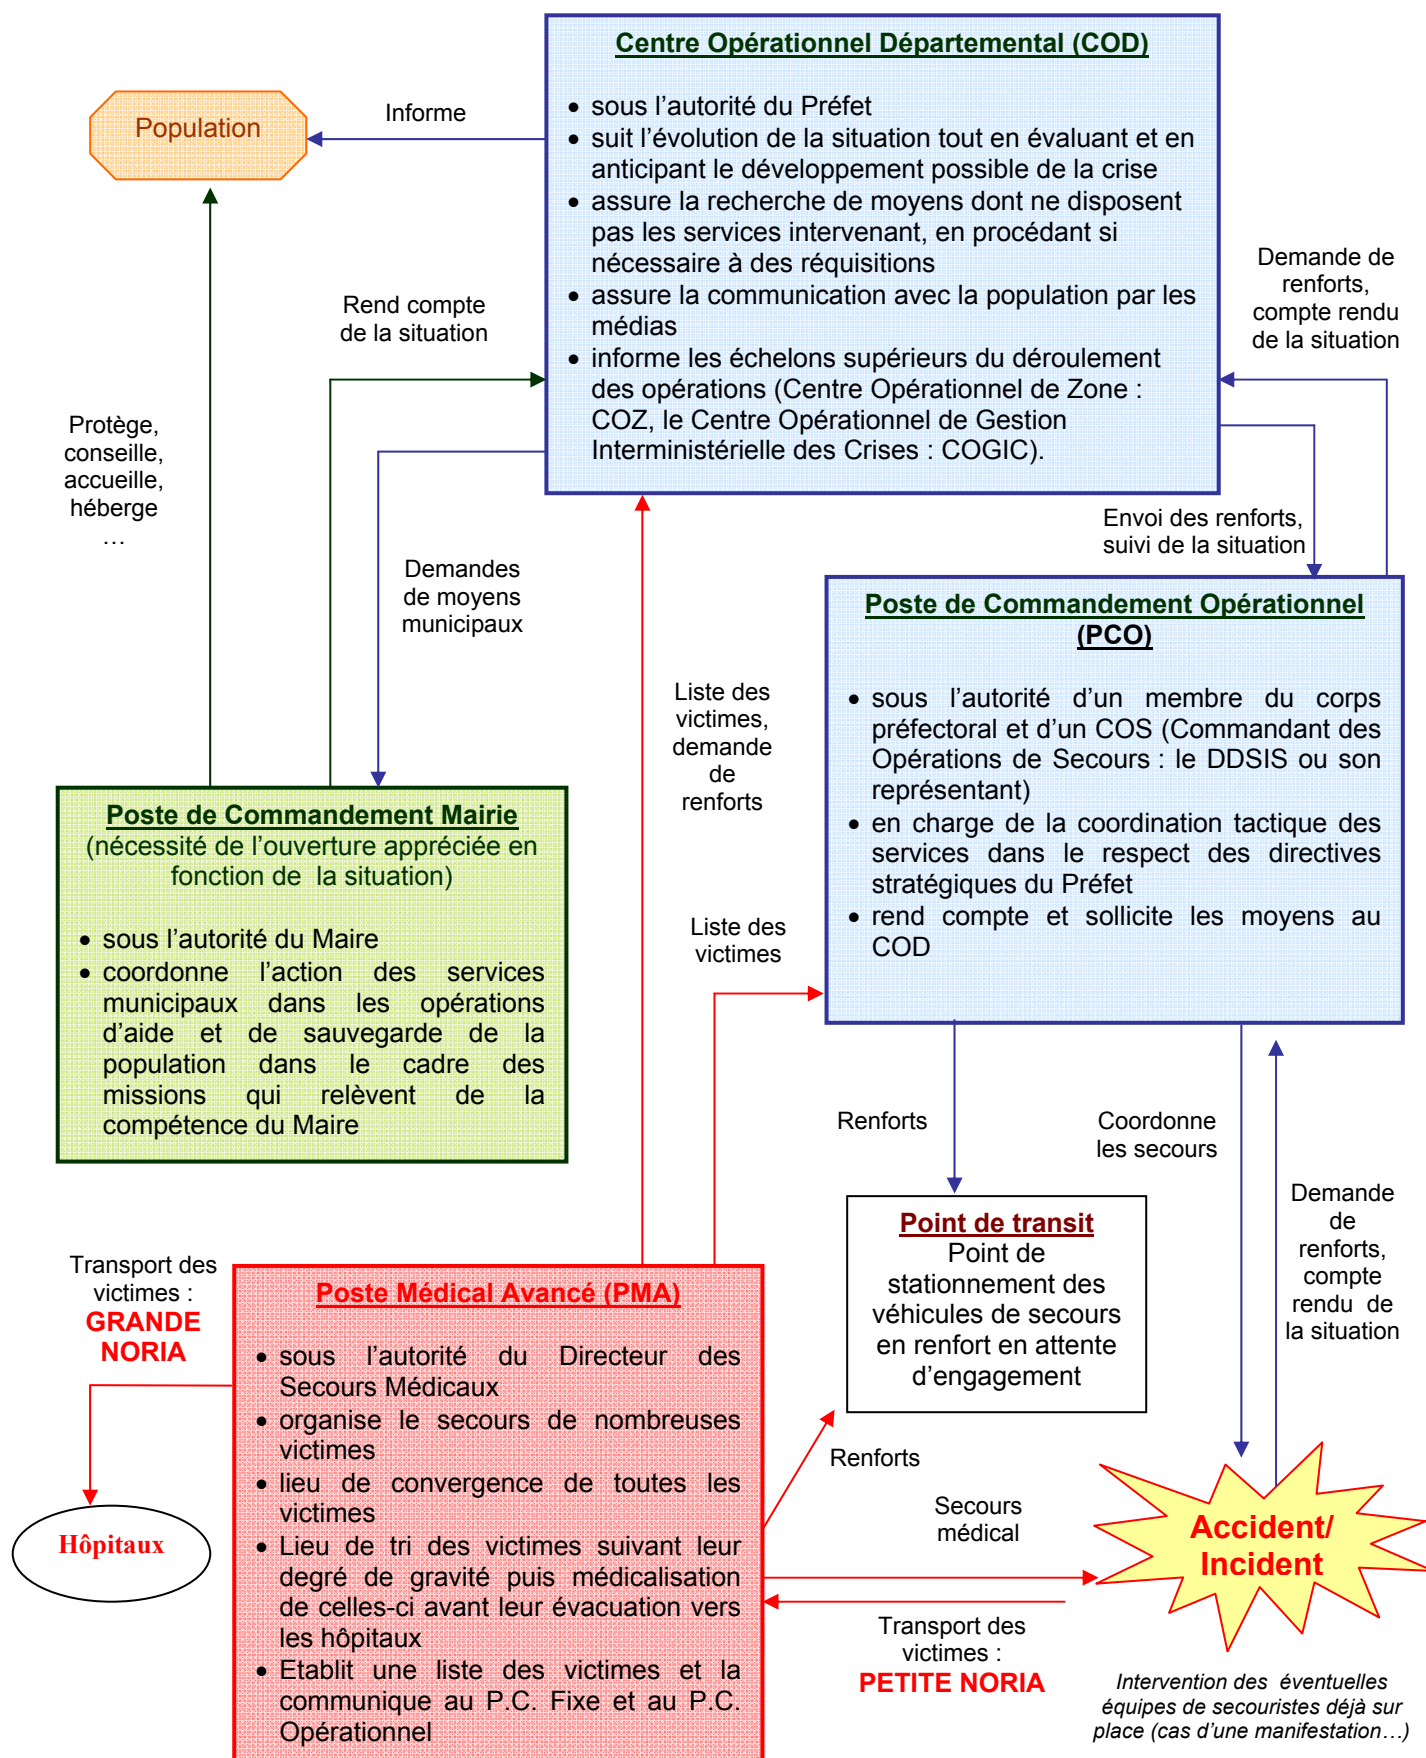 Centre Opérationnel Départemental (COD)
• sous l’autorité du Préfet
• suit l’évolution de la situation tout en évaluant et en
anticipant le développement possible de la crise
• assure la recherche de moyens dont ne disposent
pas les services intervenant, en procédant si
nécessaire à des réquisitions
• assure la communication avec la population par les
médias
• informe les échelons supérieurs du déroulement
des opérations (Centre Opérationnel de Zone :
COZ, le Centre Opérationnel de Gestion
Interministérielle des Crises : COGIC).
Population
Informe
Rend compte
de la situation
Demande de
renforts,
compte rendu
de la situation
Protège,
conseille,
accueille,
héberge
…
Demandes
de moyens
municipaux
Envoi des renforts,
suivi de la situation
Poste de Commandement Opérationnel
(PCO)
• sous l’autorité d’un membre du corps
préfectoral et d’un COS (Commandant des
Opérations de Secours : le DDSIS ou son
représentant)
• en charge de la coordination tactique des
services dans le respect des directives
stratégiques du Préfet
• rend compte et sollicite les moyens au
COD
Liste des
victimes,
demande
de
renforts
Poste de Commandement Mairie
(nécessité de l’ouverture appréciée en
fonction de la situation)
• sous l’autorité du Maire
• coordonne l’action des services
municipaux dans les opérations
d’aide et de sauvegarde de la
population dans le cadre des
missions qui relèvent de la
compétence du Maire
Liste des
victimes
Renforts
Coordonne
les secours
Demande
de
renforts,
compte
rendu de
la situation
Point de transit
Point de
stationnement des
véhicules de secours
en renfort en attente
d’engagement
Transport des
victimes :
GRANDE
NORIA
Hôpitaux
Poste Médical Avancé (PMA)
• sous l’autorité du Directeur des
Secours Médicaux
• organise le secours de nombreuses
victimes
• lieu de convergence de toutes les
victimes
• Lieu de tri des victimes suivant leur
degré de gravité puis médicalisation
de celles-ci avant leur évacuation vers
les hôpitaux
• Etablit une liste des victimes et la
communique au P.C. Fixe et au P.C.
Opérationnel
Renforts
Secours
médical
Accident/
Incident
Transport des
victimes :
PETITE NORIA
Intervention des éventuelles
équipes de secouristes déjà sur
place (cas d’une manifestation…)